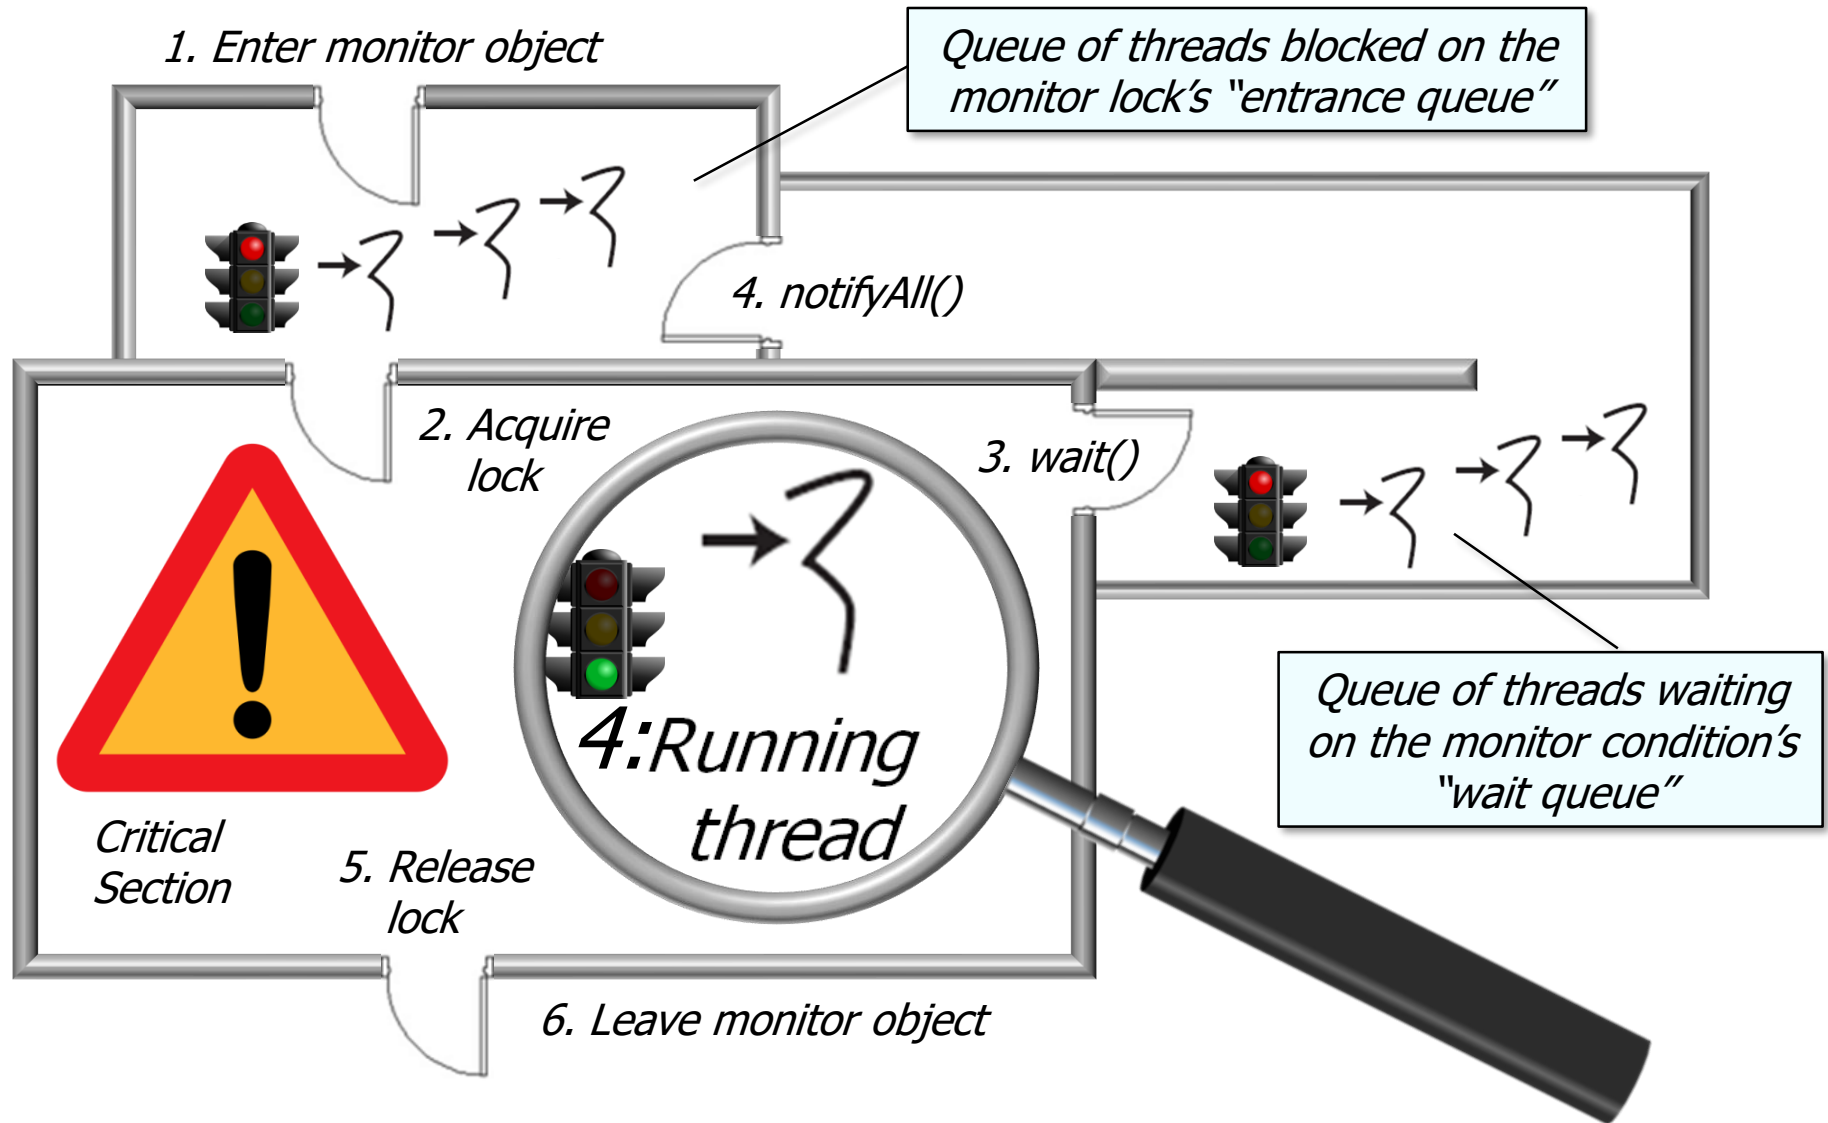 1. Enter monitor object
Queue of threads blocked on the
monitor lock’s “entrance queue”
4. notifyAll()
2. Acquire
lock
3. wait()
4:Running
thread
Queue of threads waiting
on the monitor condition’s
“wait queue”
Critical
Section
5. Release
lock
6. Leave monitor object